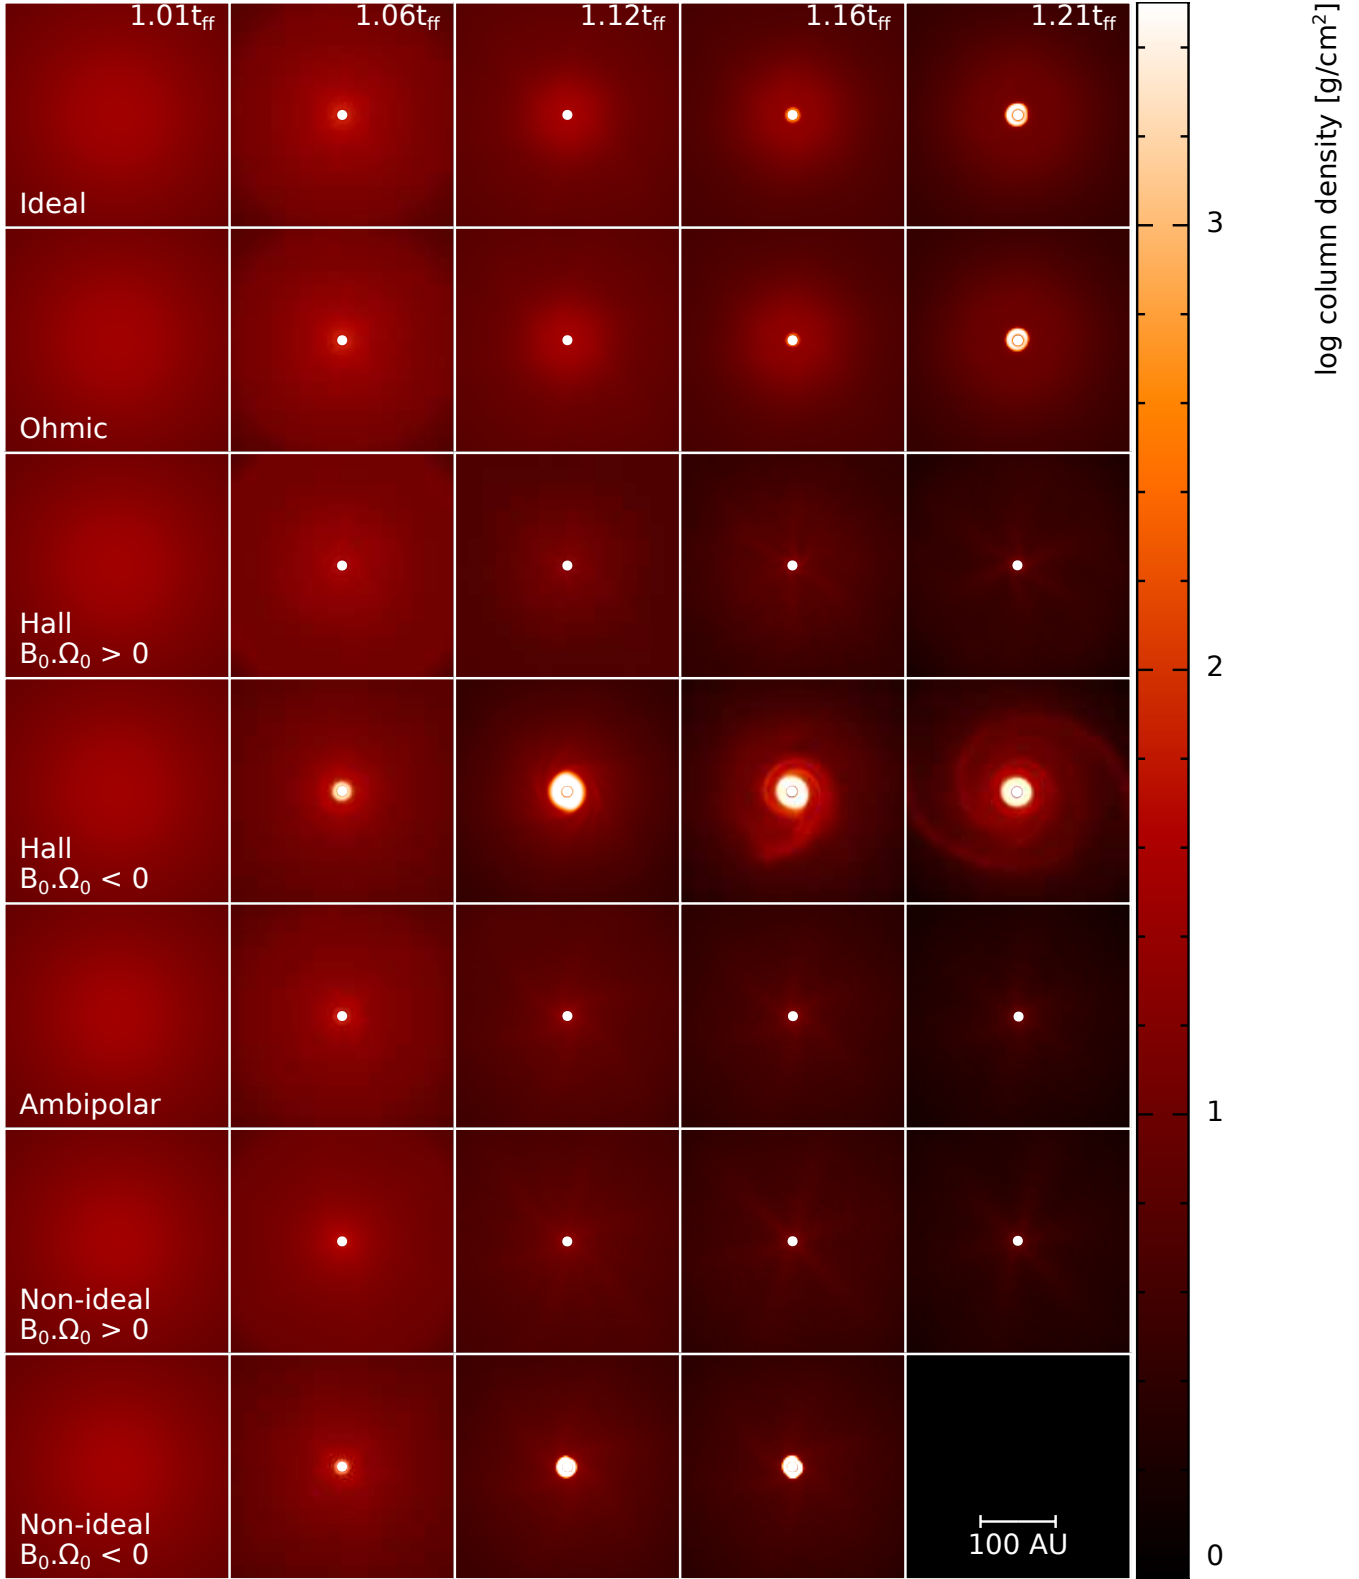 1.01t_ff 1.06t_ff 1.12t_ff 1.16t_ff 1.21t_ff
log column density [g/cm²]
Ideal
3
Ohmic
Hall
B₀.Ω₀ > 0
2
Hall
B₀.Ω₀ < 0
Ambipolar
1
Non-ideal
B₀.Ω₀ > 0
Non-ideal
B₀.Ω₀ < 0
100 AU
0